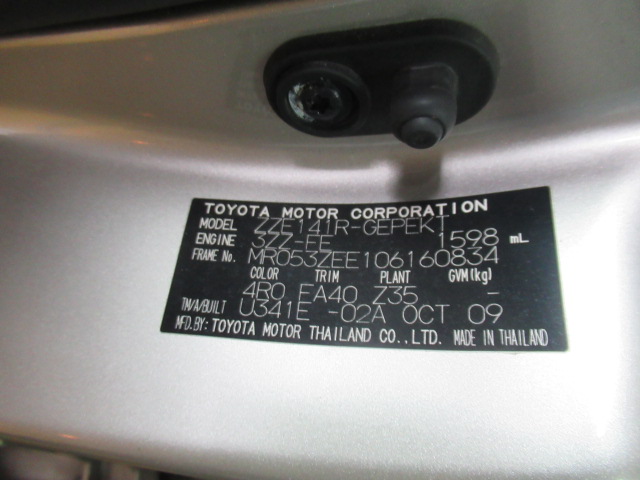 TOYOTA MOTOR CORPORATION
MODEL ZZE141R-GEPEKT
ENGINE 3ZZ-FE 1598 mL
FRAME No. MR053ZEE106160834
COLOR TRIM PLANT GVM(kg)
4R0 FA40 Z35 -
TM/A/BUILT U341E -02A OCT 09
MFD.BY: TOYOTA MOTOR THAILAND CO.,LTD. MADE IN THAILAND